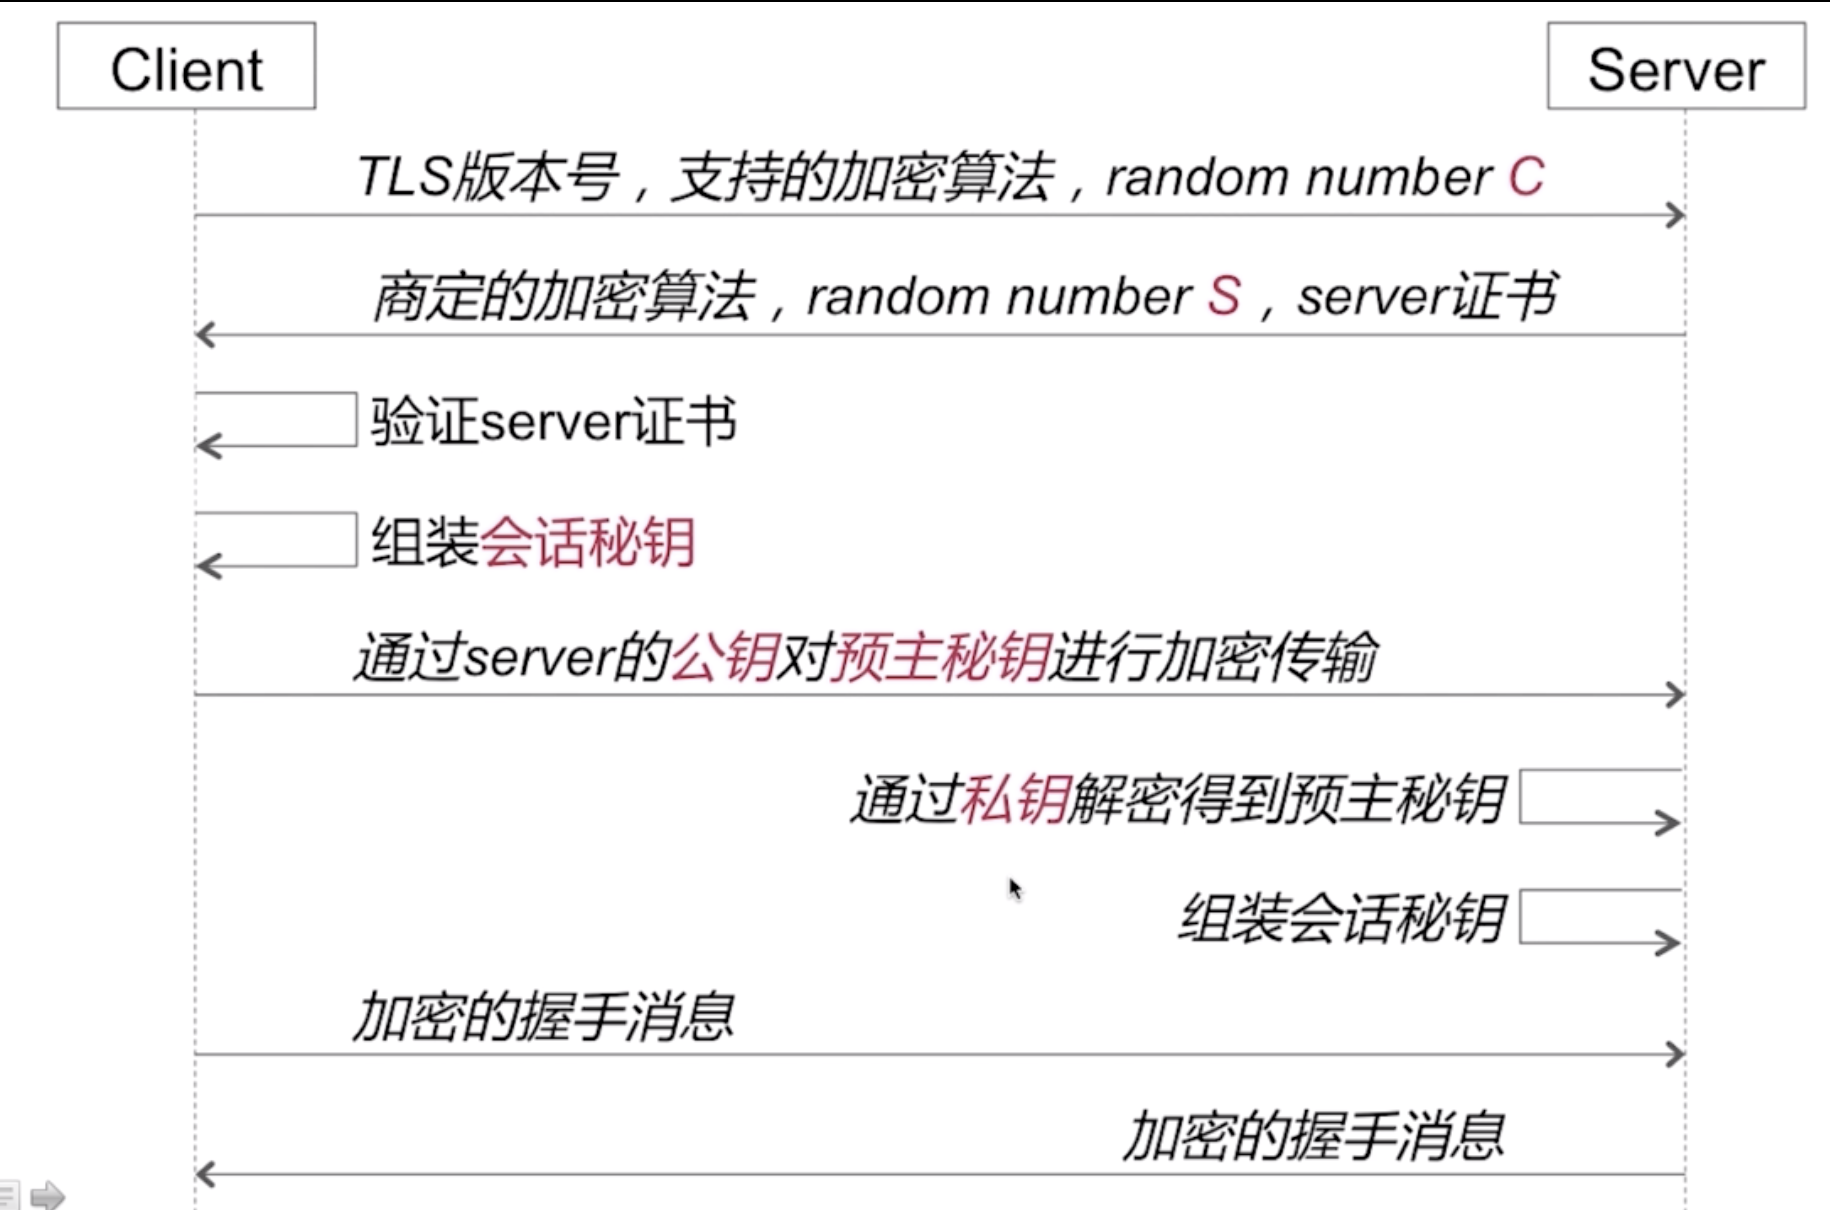 Client
Server
TLS版本号，支持的加密算法，random number C
商定的加密算法，random number S，server证书
验证server证书
组装会话秘钥
通过server的公钥对预主秘钥进行加密传输
通过私钥解密得到预主秘钥
组装会话秘钥
加密的握手消息
加密的握手消息